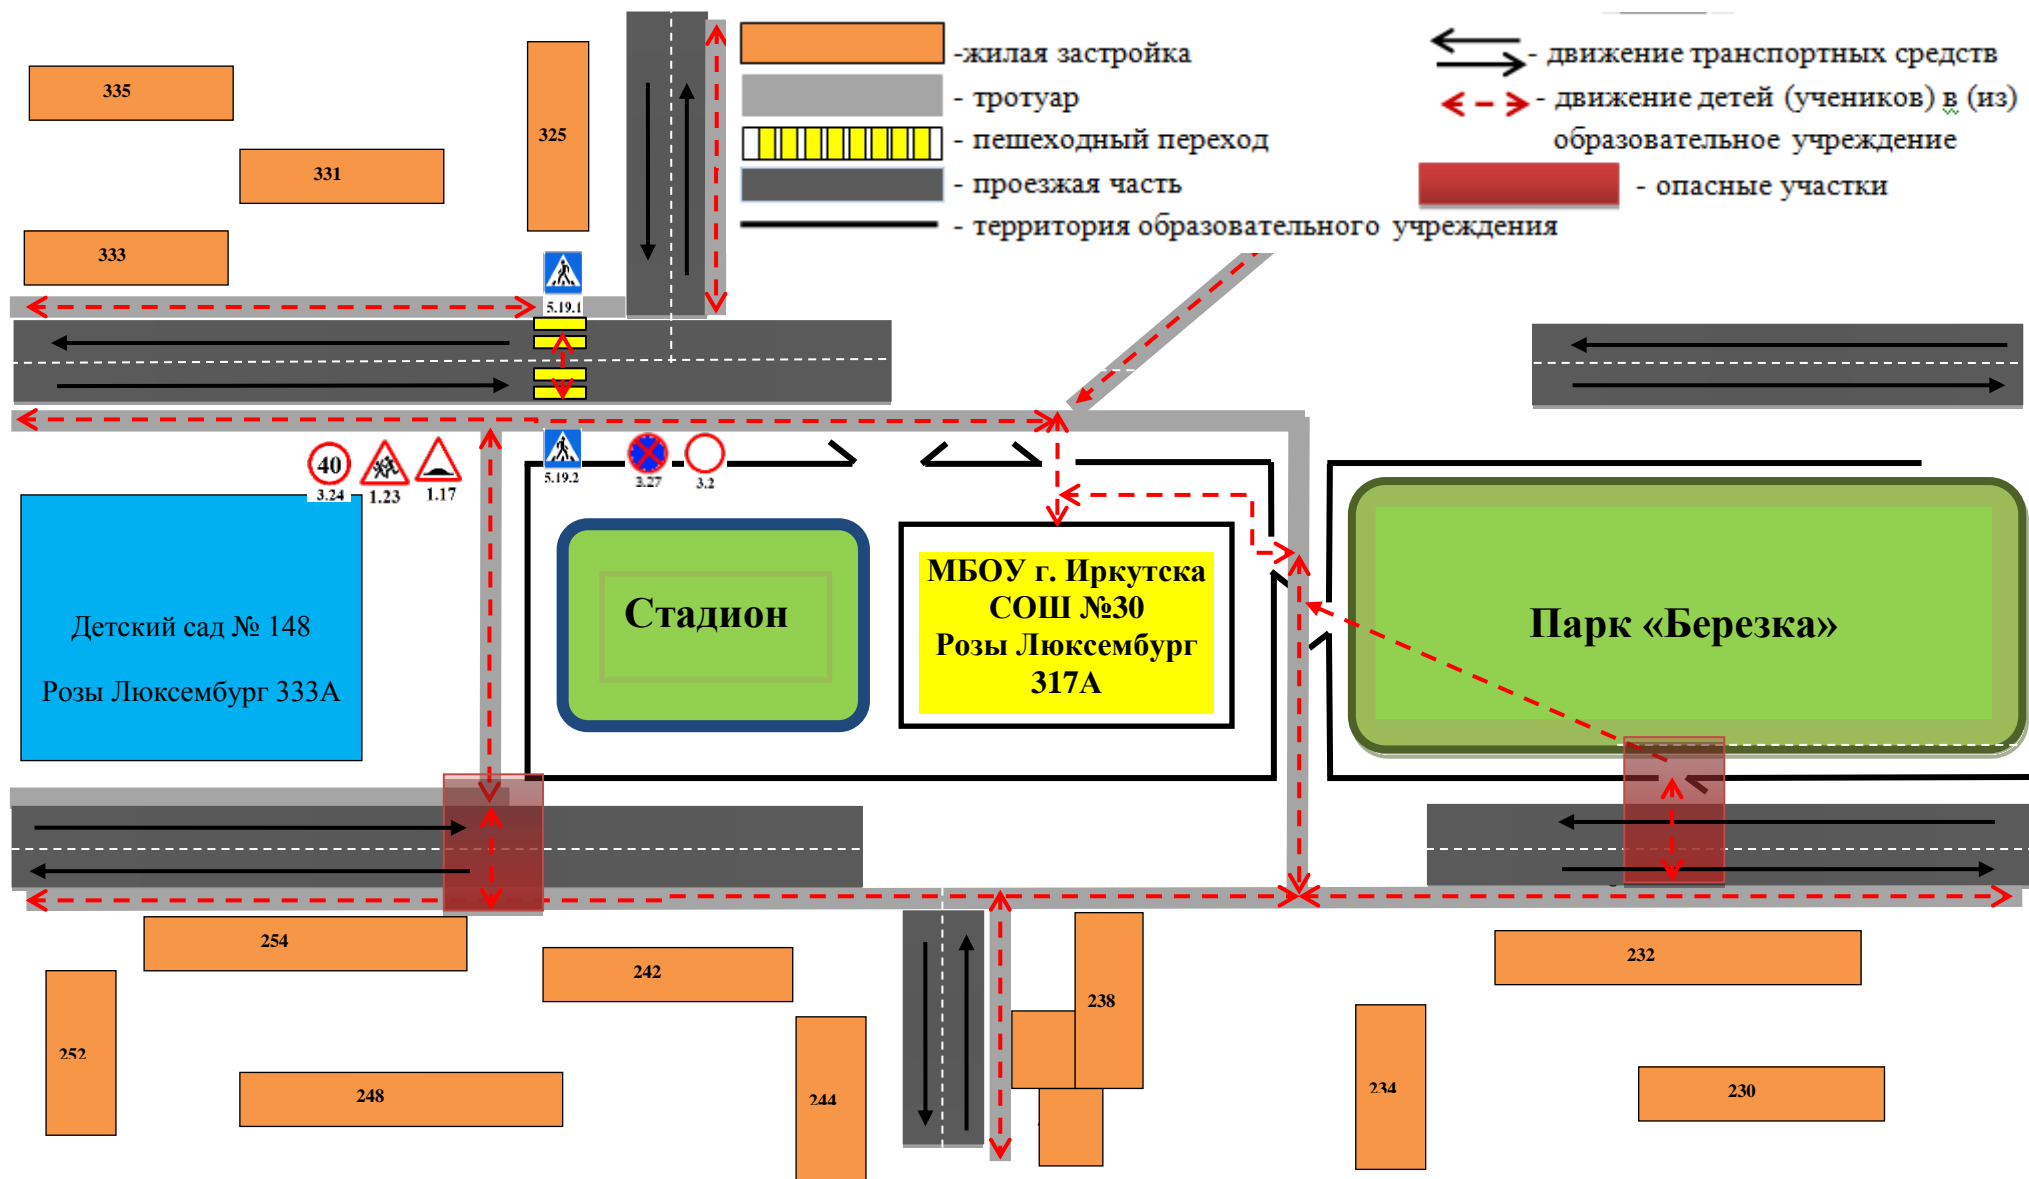 -жилая застройка
- тротуар
- пешеходный переход
- проезжая часть
- территория образовательного учреждения
- движение транспортных средств
- движение детей (учеников) в (из)
образовательное учреждение
- опасные участки
335
325
331
333
5.19.1
40
3.24
1.23
1.17
5.19.2
3.27
3.2
Детский сад № 148
Розы Люксембург 333А
Стадион
МБОУ г. Иркутска
СОШ №30
Розы Люксембург
317А
Парк «Березка»
254
242
252
248
244
238
232
234
230